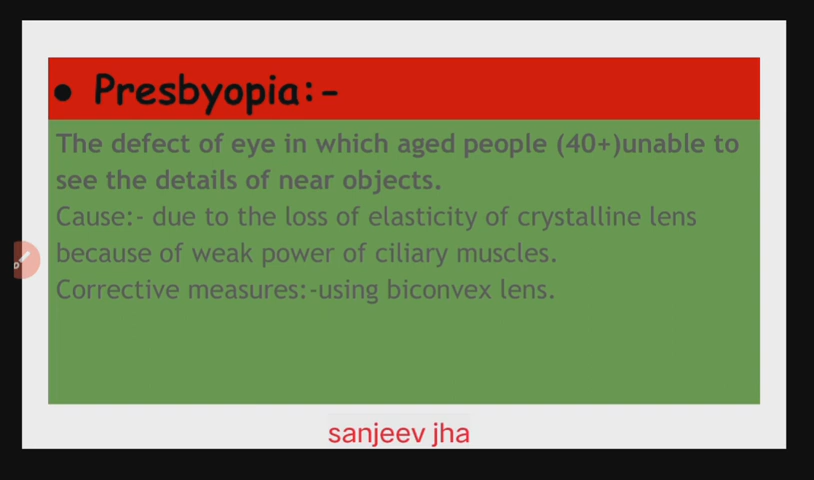 ● Presbyopia:-
The defect of eye in which aged people (40+)unable to
see the details of near objects.
Cause:- due to the loss of elasticity of crystalline lens
because of weak power of ciliary muscles.
Corrective measures:-using biconvex lens.
sanjeev jha